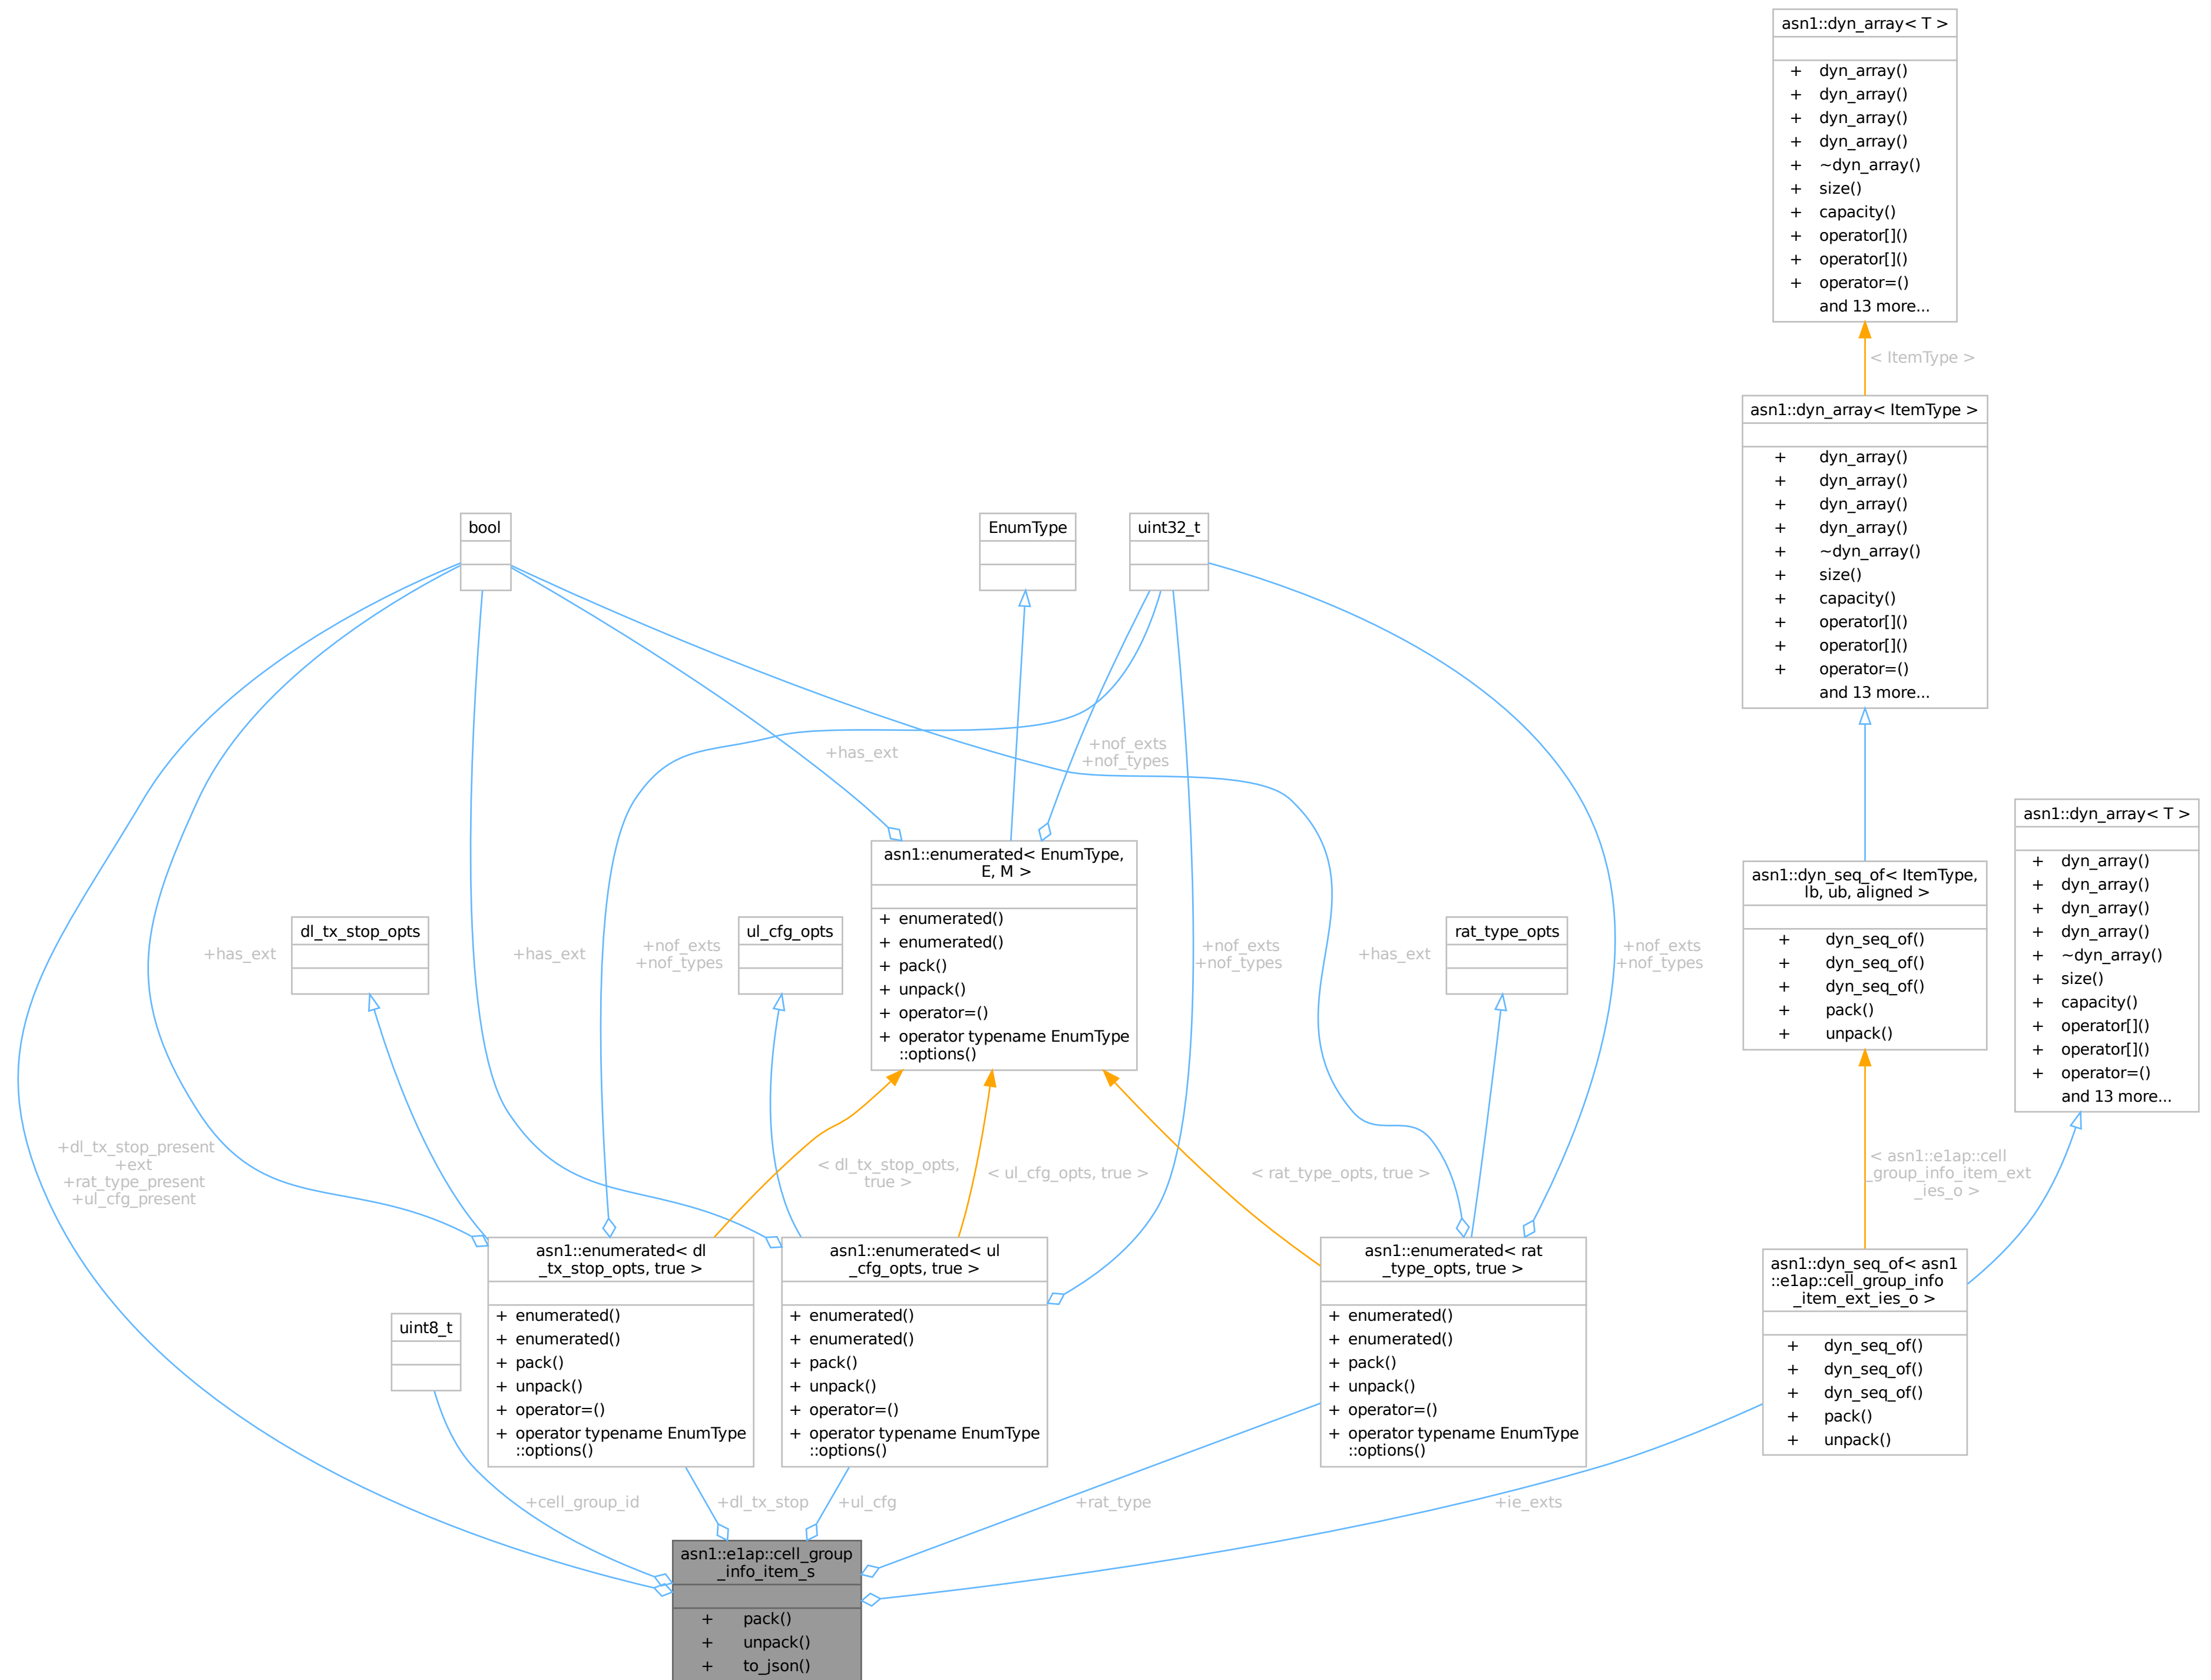 asn1::dyn_array< T >
+ dyn_array()
+ dyn_array()
+ dyn_array()
+ dyn_array()
+ ~dyn_array()
+ size()
+ capacity()
+ operator[]()
+ operator[]()
+ operator=()
and 13 more...
< ItemType >
asn1::dyn_array< ItemType >
+ dyn_array()
+ dyn_array()
+ dyn_array()
+ dyn_array()
+ ~dyn_array()
+ size()
+ capacity()
+ operator[]()
+ operator[]()
+ operator=()
and 13 more...
bool
EnumType
uint32_t
+has_ext
+nof_exts
+nof_types
asn1::dyn_array< T >
+ dyn_array()
+ dyn_array()
+ dyn_array()
+ dyn_array()
+ ~dyn_array()
+ size()
+ capacity()
+ operator[]()
+ operator[]()
+ operator=()
and 13 more...
asn1::enumerated< EnumType,
E, M >
+ enumerated()
+ enumerated()
+ pack()
+ unpack()
+ operator=()
+ operator typename EnumType
::options()
asn1::dyn_seq_of< ItemType,
lb, ub, aligned >
+ dyn_seq_of()
+ dyn_seq_of()
+ dyn_seq_of()
+ pack()
+ unpack()
+has_ext
dl_tx_stop_opts
+has_ext
+nof_exts
+nof_types
ul_cfg_opts
+nof_exts
+nof_types
+has_ext
rat_type_opts
+nof_exts
+nof_types
+dl_tx_stop_present
+ext
+rat_type_present
+ul_cfg_present
< dl_tx_stop_opts,
true >
< ul_cfg_opts, true >
< rat_type_opts, true >
< asn1::e1ap::cell
_group_info_item_ext
_ies_o >
asn1::enumerated< dl
_tx_stop_opts, true >
+ enumerated()
+ enumerated()
+ pack()
+ unpack()
+ operator=()
+ operator typename EnumType
::options()
asn1::enumerated< ul
_cfg_opts, true >
+ enumerated()
+ enumerated()
+ pack()
+ unpack()
+ operator=()
+ operator typename EnumType
::options()
asn1::enumerated< rat
_type_opts, true >
+ enumerated()
+ enumerated()
+ pack()
+ unpack()
+ operator=()
+ operator typename EnumType
::options()
asn1::dyn_seq_of< asn1
::e1ap::cell_group_info
_item_ext_ies_o >
+ dyn_seq_of()
+ dyn_seq_of()
+ dyn_seq_of()
+ pack()
+ unpack()
uint8_t
+cell_group_id
+dl_tx_stop
+ul_cfg
+rat_type
+ie_exts
asn1::e1ap::cell_group
_info_item_s
+ pack()
+ unpack()
+ to_json()